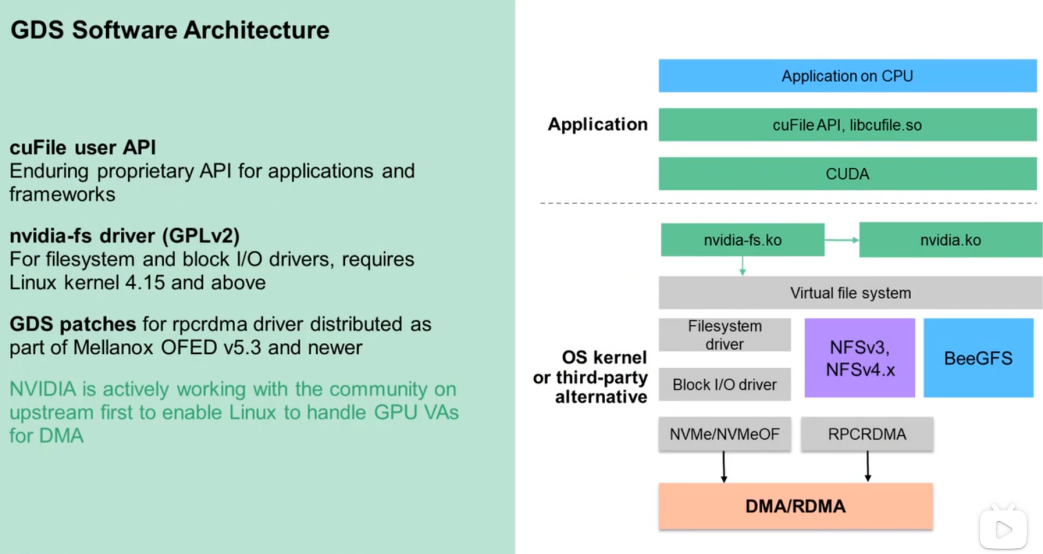 GDS Software Architecture
cuFile user API
Enduring proprietary API for applications and
frameworks
nvidia-fs driver (GPLv2)
For filesystem and block I/O drivers, requires
Linux kernel 4.15 and above
GDS patches for rpcrdma driver distributed as
part of Mellanox OFED v5.3 and newer
NVIDIA is actively working with the community on
upstream first to enable Linux to handle GPU VAs
for DMA
Application
Application on CPU
cuFile API, libcufile.so
CUDA
nvidia-fs.ko
nvidia.ko
Virtual file system
OS kernel
or third-party
alternative
Filesystem
driver
Block I/O driver
NFSv3,
NFSv4.x
BeeGFS
NVMe/NVMeOF
RPCRDMA
DMA/RDMA